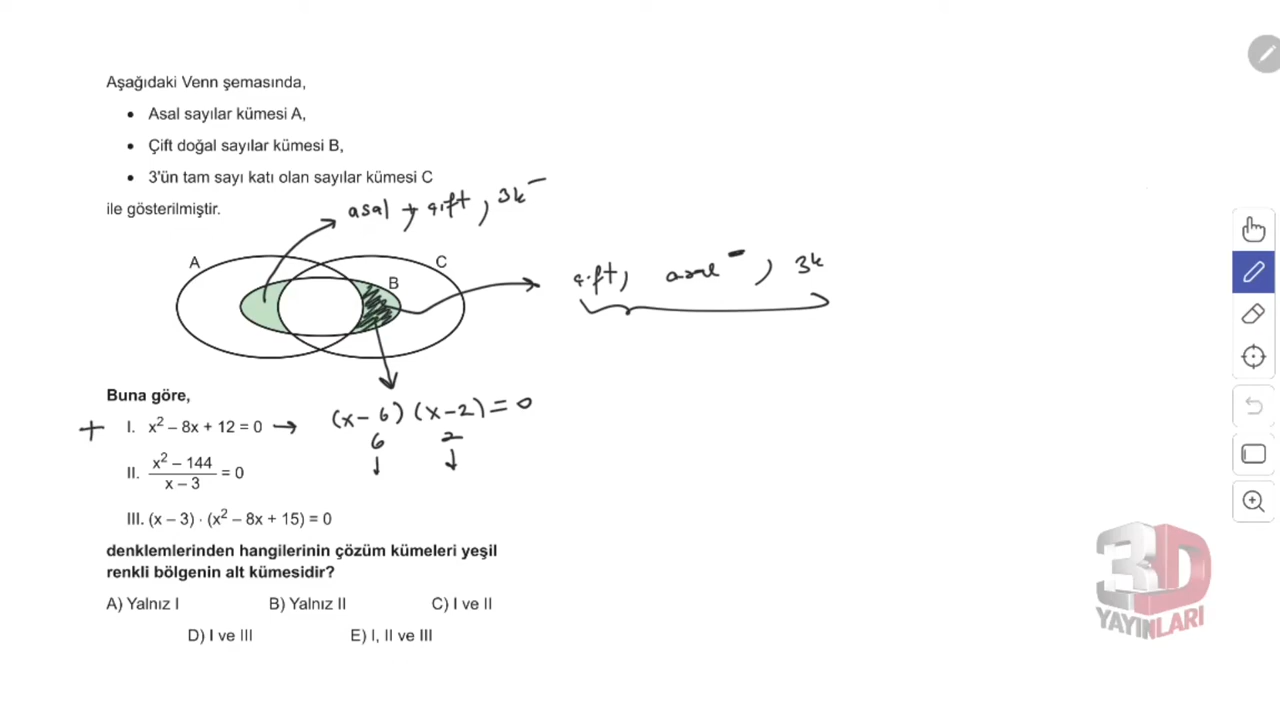 Aşağıdaki Venn şemasında,
• Asal sayılar kümesi A,
• Çift doğal sayılar kümesi B,
• 3'ün tam sayı katı olan sayılar kümesi C
ile gösterilmiştir.
asal, çift, 3k⁻
A
B
C
çift, asal⁻, 3k
Buna göre,
+ I. x² – 8x + 12 = 0 → (x – 6) (x – 2) = 0
6 2
↓ ↓
II. (x² – 144)/(x – 3) = 0
III. (x – 3) · (x² – 8x + 15) = 0
denklemlerinden hangilerinin çözüm kümeleri yeşil
renkli bölgenin alt kümesidir?
A) Yalnız I B) Yalnız II C) I ve II
D) I ve III E) I, II ve III
3D
YAYINLARI